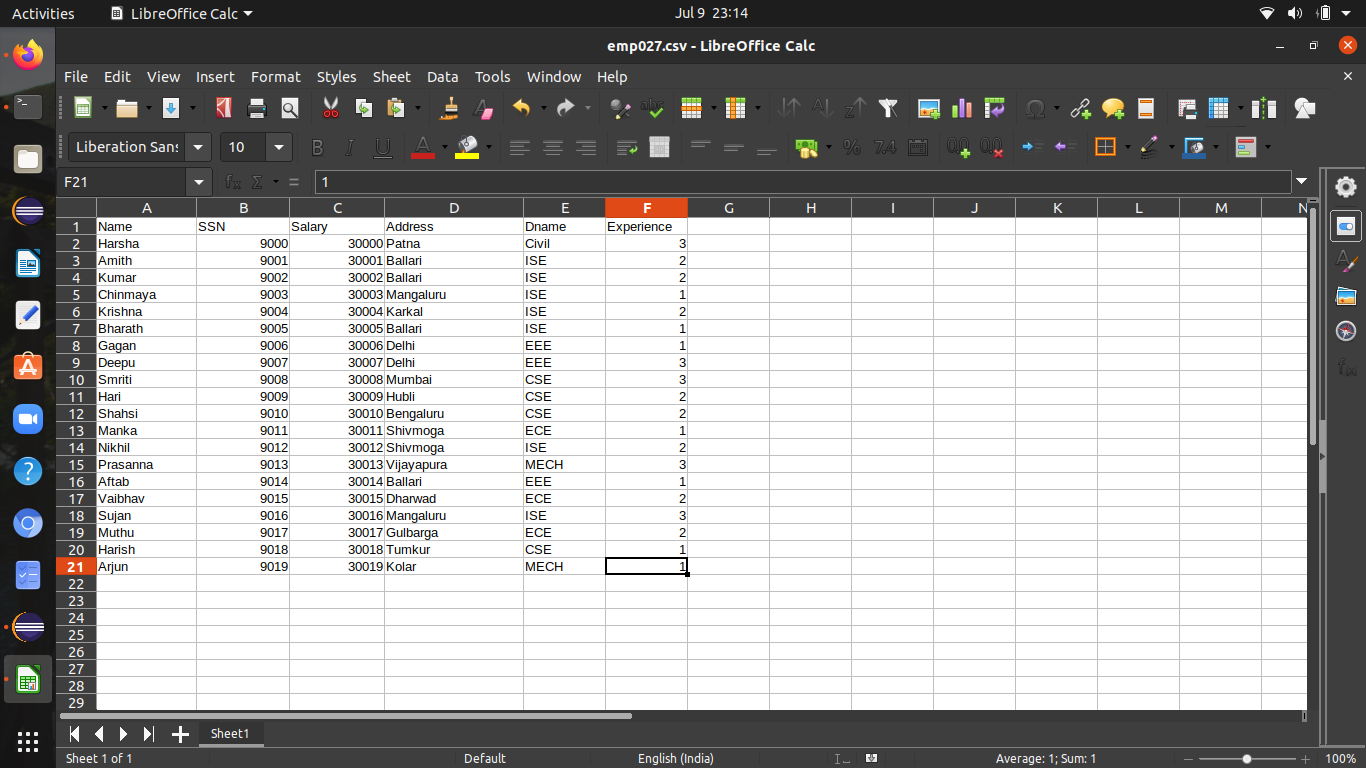 Activities LibreOffice Calc Jul 9 23:14
emp027.csv - LibreOffice Calc
File Edit View Insert Format Styles Sheet Data Tools Window Help
Liberation Sans 10
F21 1
A B C D E F G H I J K L M N
1 Name SSN Salary Address Dname Experience
2 Harsha 9000 30000 Patna Civil 3
3 Amith 9001 30001 Ballari ISE 2
4 Kumar 9002 30002 Ballari ISE 2
5 Chinmaya 9003 30003 Mangaluru ISE 1
6 Krishna 9004 30004 Karkal ISE 2
7 Bharath 9005 30005 Ballari ISE 1
8 Gagan 9006 30006 Delhi EEE 1
9 Deepu 9007 30007 Delhi EEE 3
10 Smriti 9008 30008 Mumbai CSE 3
11 Hari 9009 30009 Hubli CSE 2
12 Shahsi 9010 30010 Bengaluru CSE 2
13 Manka 9011 30011 Shivmoga ECE 1
14 Nikhil 9012 30012 Shivmoga ISE 2
15 Prasanna 9013 30013 Vijayapura MECH 3
16 Aftab 9014 30014 Ballari EEE 1
17 Vaibhav 9015 30015 Dharwad ECE 2
18 Sujan 9016 30016 Mangaluru ISE 3
19 Muthu 9017 30017 Gulbarga ECE 2
20 Harish 9018 30018 Tumkur CSE 1
21 Arjun 9019 30019 Kolar MECH 1
22
23
24
25
26
27
28
29
Sheet1
Sheet 1 of 1 Default English (India) Average: 1; Sum: 1 100%